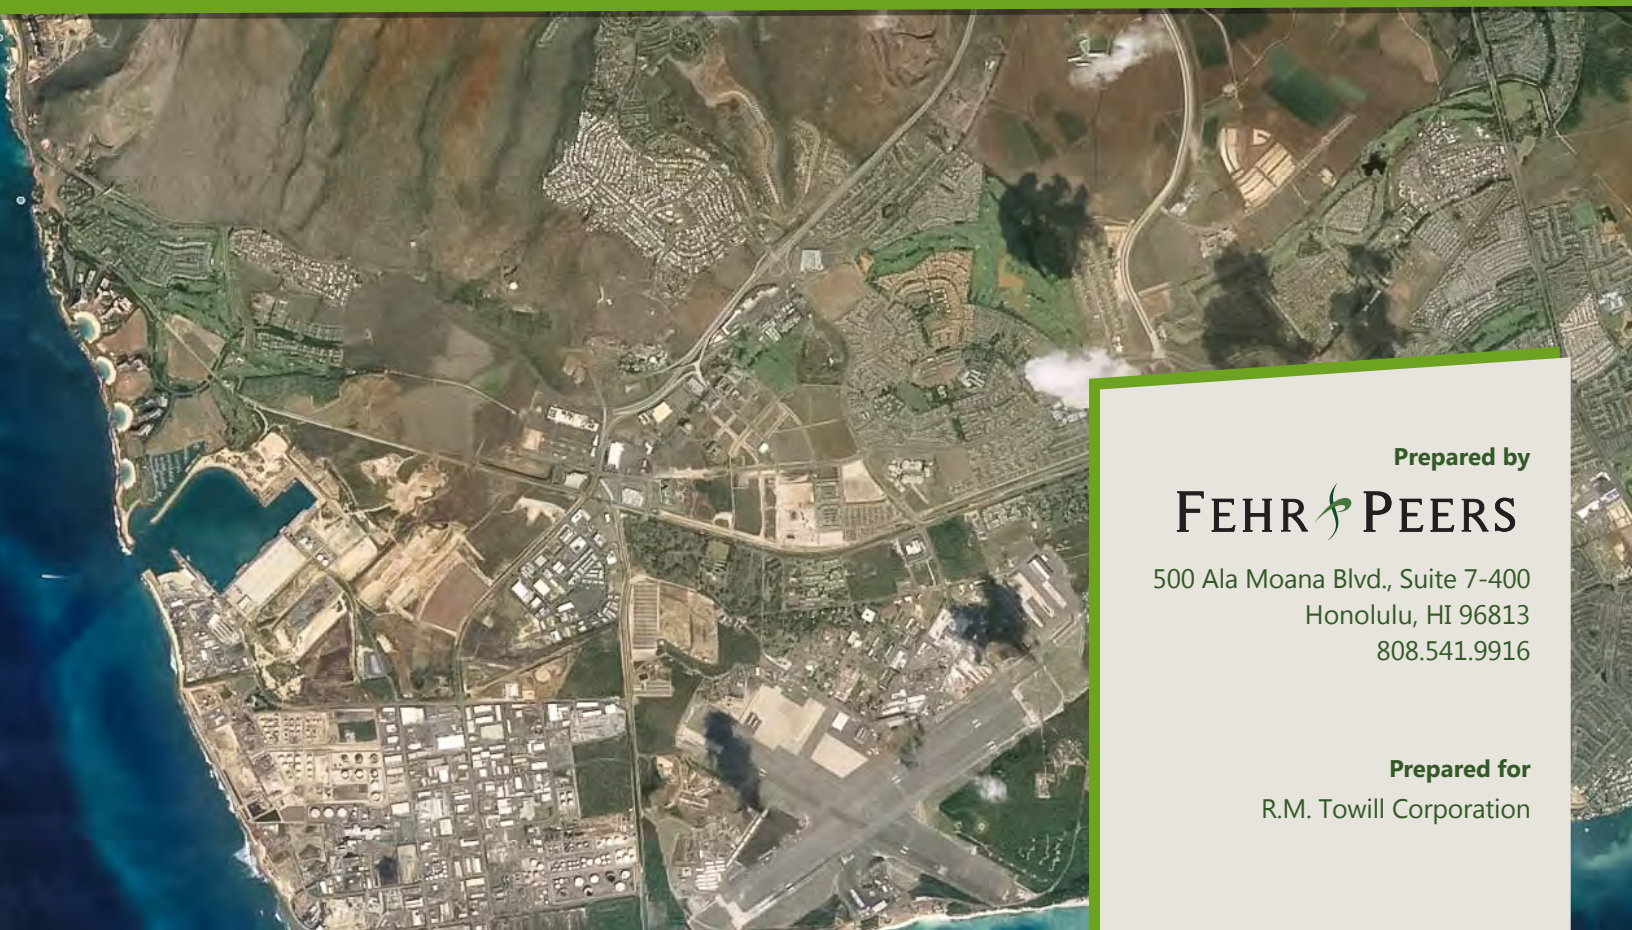 Prepared by
FEHR PEERS
500 Ala Moana Blvd., Suite 7-400
Honolulu, HI 96813
808.541.9916
Prepared for
R.M. Towill Corporation